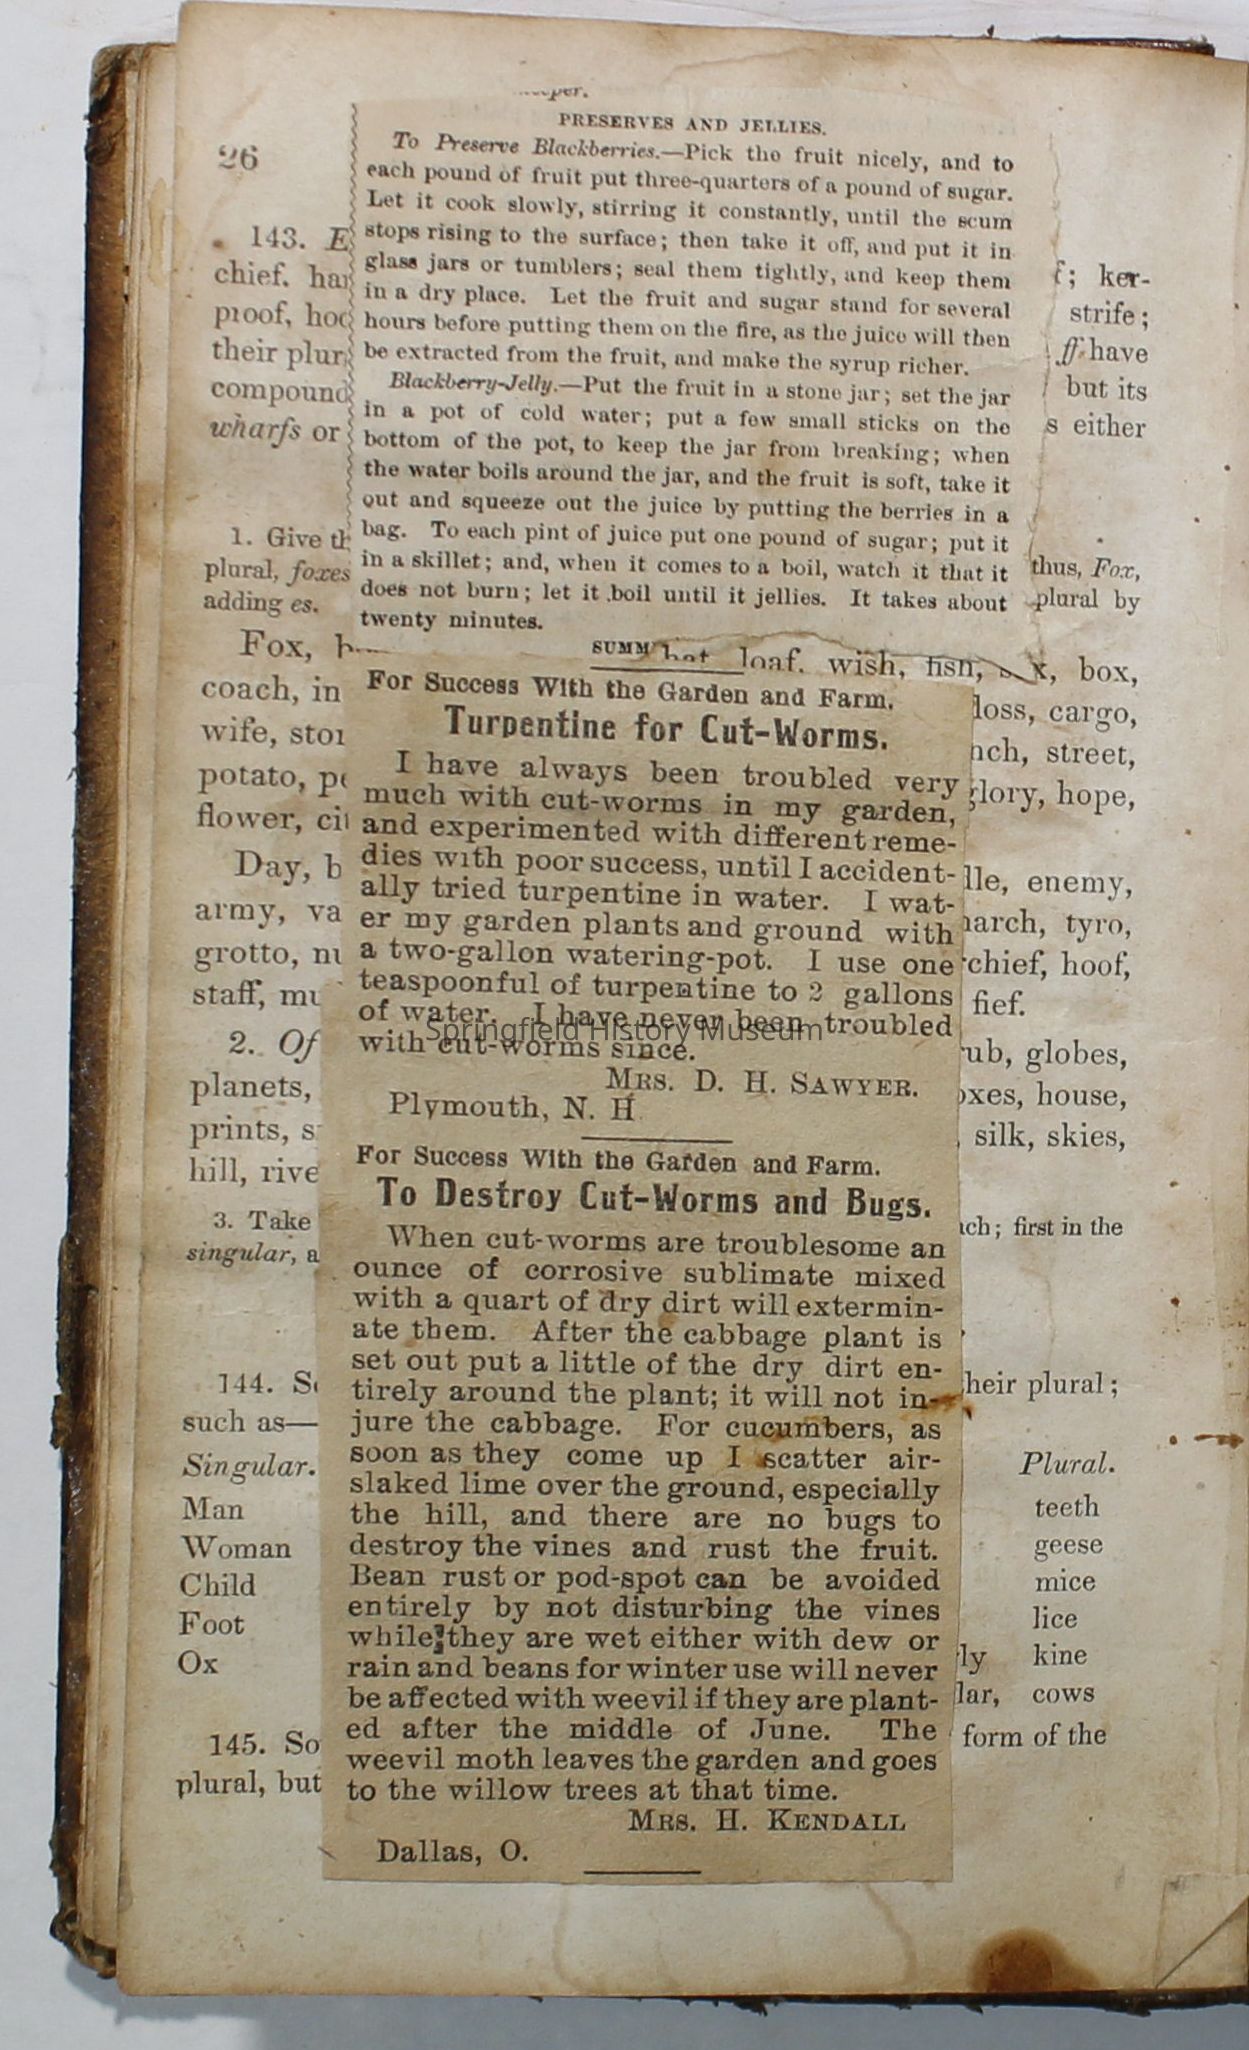 26
PRESERVES AND JELLIES.
To Preserve Blackberries.—Pick the fruit nicely, and to
each pound of fruit put three-quarters of a pound of sugar.
Let it cook slowly, stirring it constantly, until the scum
stops rising to the surface; then take it off, and put it in
glass jars or tumblers; seal them tightly, and keep them
in a dry place. Let the fruit and sugar stand for several
hours before putting them on the fire, as the juice will then
be extracted from the fruit, and make the syrup richer.
Blackberry-Jelly.—Put the fruit in a stone jar; set the jar
in a pot of cold water; put a few small sticks on the
bottom of the pot, to keep the jar from breaking; when
the water boils around the jar, and the fruit is soft, take it
out and squeeze out the juice by putting the berries in a
bag. To each pint of juice put one pound of sugar; put it
in a skillet; and, when it comes to a boil, watch it that it
does not burn; let it boil until it jellies. It takes about
twenty minutes.
For Success With the Garden and Farm.
Turpentine for Cut-Worms.
I have always been troubled very
much with cut-worms in my garden,
and experimented with different reme-
dies with poor success, until I accident-
ally tried turpentine in water. I wat-
er my garden plants and ground with
a two-gallon watering-pot. I use one
teaspoonful of turpentine to 2 gallons
of water. I have never been troubled
with cut-worms since.
MRS. D. H. SAWYER.
Plymouth, N. H
For Success With the Garden and Farm.
To Destroy Cut-Worms and Bugs.
When cut-worms are troublesome an
ounce of corrosive sublimate mixed
with a quart of dry dirt will extermin-
ate them. After the cabbage plant is
set out put a little of the dry dirt en-
tirely around the plant; it will not in-
jure the cabbage. For cucumbers, as
soon as they come up I scatter air-
slaked lime over the ground, especially
the hill, and there are no bugs to
destroy the vines and rust the fruit.
Bean rust or pod-spot can be avoided
entirely by not disturbing the vines
while they are wet either with dew or
rain and beans for winter use will never
be affected with weevil if they are plant-
ed after the middle of June. The
weevil moth leaves the garden and goes
to the willow trees at that time.
MRS. H. KENDALL
Dallas, O.
Springfield History Museum
143.
chief,
proof,
their
compound
wharfs or
1. Give
plural, foxes
adding es.
Fox,
coach, in
wife,
potato,
flower,
Day,
army,
grotto,
staff,
2. Of
planets,
prints,
hill,
3. Take
singular,
144.
such as—
Singular.
Man
Woman
Child
Foot
Ox
145.
plural, but
ker-
strife;
ff have
but its
either
thus, Fox,
plural by
loaf, wish, fish, box,
cargo,
street,
hope,
enemy,
tyro,
hoof,
fief.
globes,
house,
silk, skies,
first in the
plural;
Plural.
teeth
geese
mice
lice
kine
cows
form of the